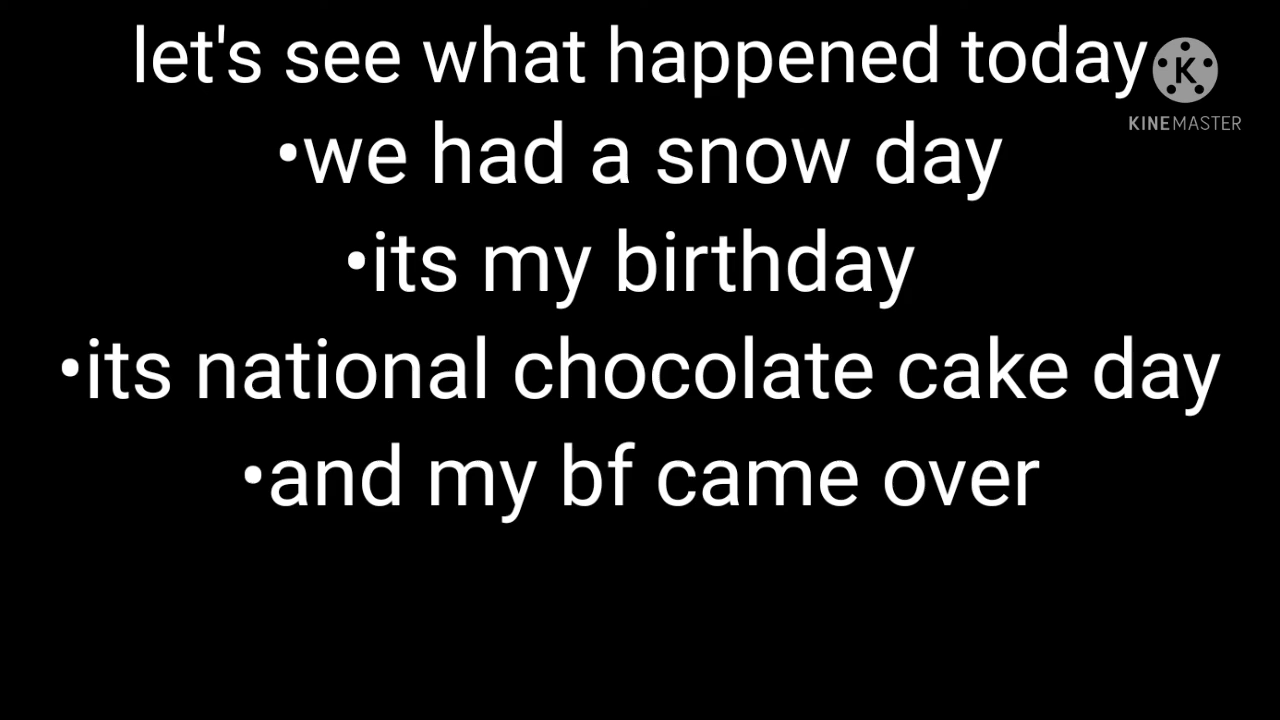 let's see what happened today
K
KINEMASTER
•we had a snow day
•its my birthday
•its national chocolate cake day
•and my bf came over